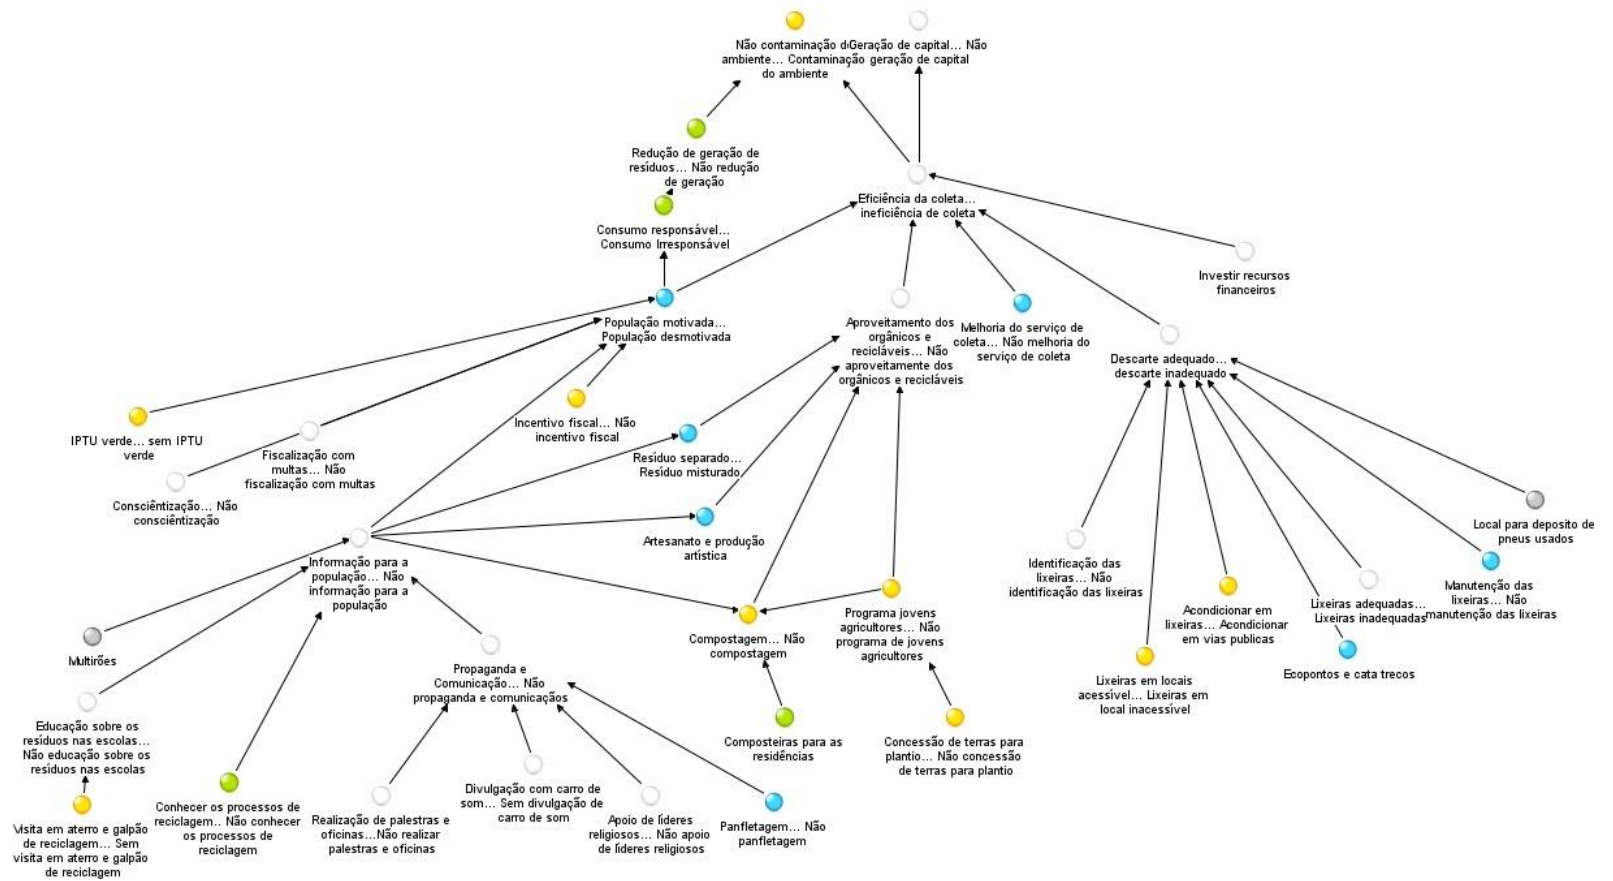 Não contaminação d
ambiente... Contaminação
do ambiente
Geração de capital... Não
geração de capital
Redução de geração de
resíduos... Não redução
de geração
Eficiência da coleta...
ineficiência de coleta
Consumo responsável...
Consumo Irresponsável
Investir recursos
financeiros
População motivada...
População desmotivada
Aproveitamento dos
orgânicos e
recicláveis... Não
aproveitamente dos
orgânicos e recicláveis
Melhoria do serviço de
coleta... Não melhoria do
serviço de coleta
Descarte adequado...
descarte inadequado
IPTU verde... sem IPTU
verde
Fiscalização com
multas... Não
fiscalização com multas
Incentivo fiscal... Não
incentivo fiscal
Resíduo separado...
Resíduo misturado
Consciêntização... Não
consciêntização
Artesanato e produção
artística
Local para deposito de
pneus usados
Informação para a
população... Não
informação para a
população
Identificação das
lixeiras... Não
identificação das lixeiras
Manutenção das
lixeiras... Não
manutenção das lixeiras
Lixeiras adequadas...
Lixeiras inadequadas
Acondicionar em
lixeiras... Acondicionar
em vias publicas
Programa jovens
agricultores... Não
programa de jovens
agricultores
Compostagem... Não
compostagem
Multirões
Propaganda e
Comunicação... Não
propaganda e comunicaçãos
Lixeiras em locais
acessível... Lixeiras em
local inacessível
Ecopontos e cata trecos
Educação sobre os
resíduos nas escolas...
Não educação sobre os
resíduos nas escolas
Composteiras para as
residências
Concessão de terras para
plantio... Não concessão
de terras para plantio
Visita em aterro e galpão
de reciclagem... Sem
visita em aterro e galpão
de reciclagem
Conhecer os processos de
reciclagem... Não conhecer
os processos de
reciclagem
Realização de palestras e
oficinas...Não realizar
palestras e oficinas
Divulgação com carro de
som... Sem divulgação de
carro de som
Apoio de lideres
religiosos... Não apoio
de lideres religiosos
Panfletagem... Não
panfletagem